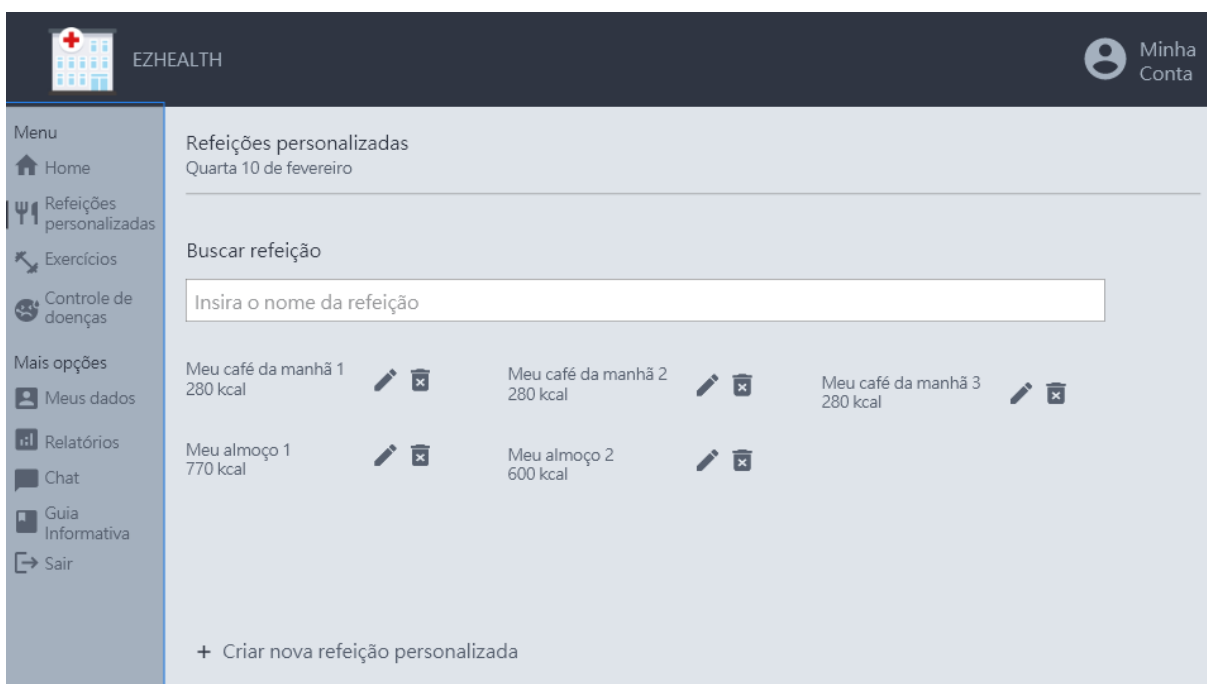 EZHEALTH
Minha
Conta
Menu
Home
Refeições
personalizadas
Exercícios
Controle de
doenças
Mais opções
Meus dados
Relatórios
Chat
Guia
Informativa
Sair
Refeições personalizadas
Quarta 10 de fevereiro
Buscar refeição
Insira o nome da refeição
Meu café da manhã 1
280 kcal
Meu café da manhã 2
280 kcal
Meu café da manhã 3
280 kcal
Meu almoço 1
770 kcal
Meu almoço 2
600 kcal
+ Criar nova refeição personalizada